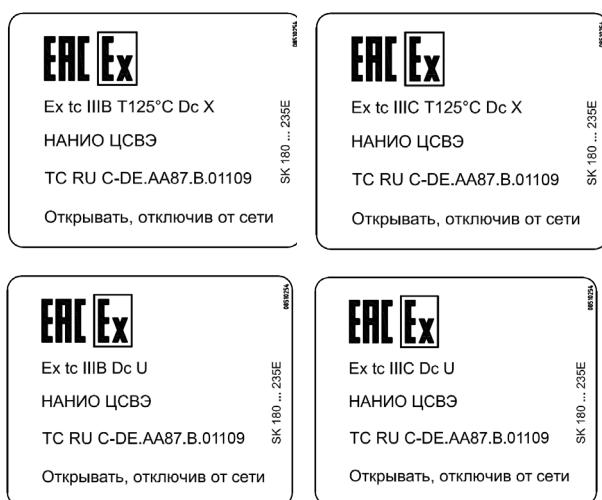 EAC Ex
Ex tc IIIB T125°C Dc X
НАНИО ЦСВЭ
TC RU C-DE.AA87.B.01109
Открывать, отключив от сети
SK 180 ... 235E
EAC Ex
Ex tc IIIC T125°C Dc X
НАНИО ЦСВЭ
TC RU C-DE.AA87.B.01109
Открывать, отключив от сети
SK 180 ... 235E
EAC Ex
Ex tc IIIB Dc U
НАНИО ЦСВЭ
TC RU C-DE.AA87.B.01109
Открывать, отключив от сети
SK 180 ... 235E
EAC Ex
Ex tc IIIC Dc U
НАНИО ЦСВЭ
TC RU C-DE.AA87.B.01109
Открывать, отключив от сети
SK 180 ... 235E